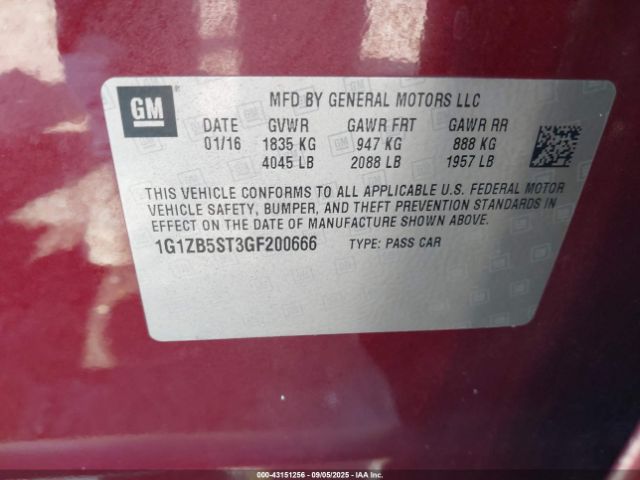 GM
MFD BY GENERAL MOTORS LLC
DATE GVWR GAWR FRT GAWR RR
01/16 1835 KG 947 KG 888 KG
4045 LB 2088 LB 1957 LB
THIS VEHICLE CONFORMS TO ALL APPLICABLE U.S. FEDERAL MOTOR
VEHICLE SAFETY, BUMPER, AND THEFT PREVENTION STANDARDS IN
EFFECT ON THE DATE OF MANUFACTURE SHOWN ABOVE.
1G1ZB5ST3GF200666 TYPE: PASS CAR
00-43151256 - 09/05/2025 - IAAI.COM